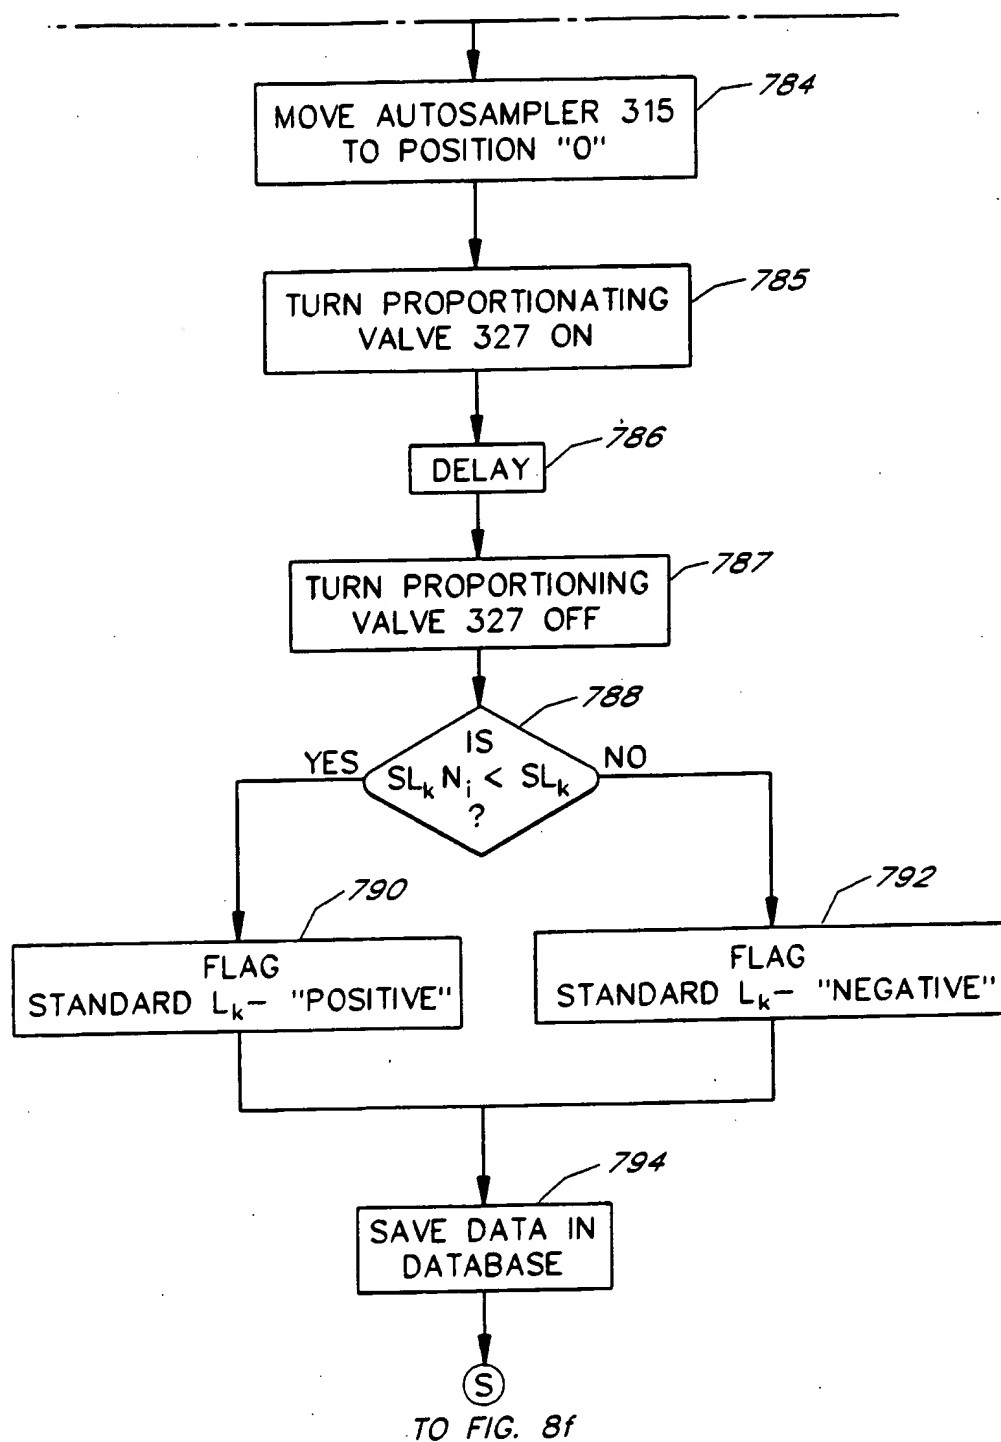 784
MOVE AUTOSAMPLER 315
TO POSITION "0"
785
TURN PROPORTIONATING
VALVE 327 ON
786
DELAY
787
TURN PROPORTIONING
VALVE 327 OFF
788
YES
IS
SLₖ Nᵢ < SLₖ
?
NO
790
FLAG
STANDARD Lₖ- "POSITIVE"
792
FLAG
STANDARD Lₖ- "NEGATIVE"
794
SAVE DATA IN
DATABASE
S
TO FIG. 8f